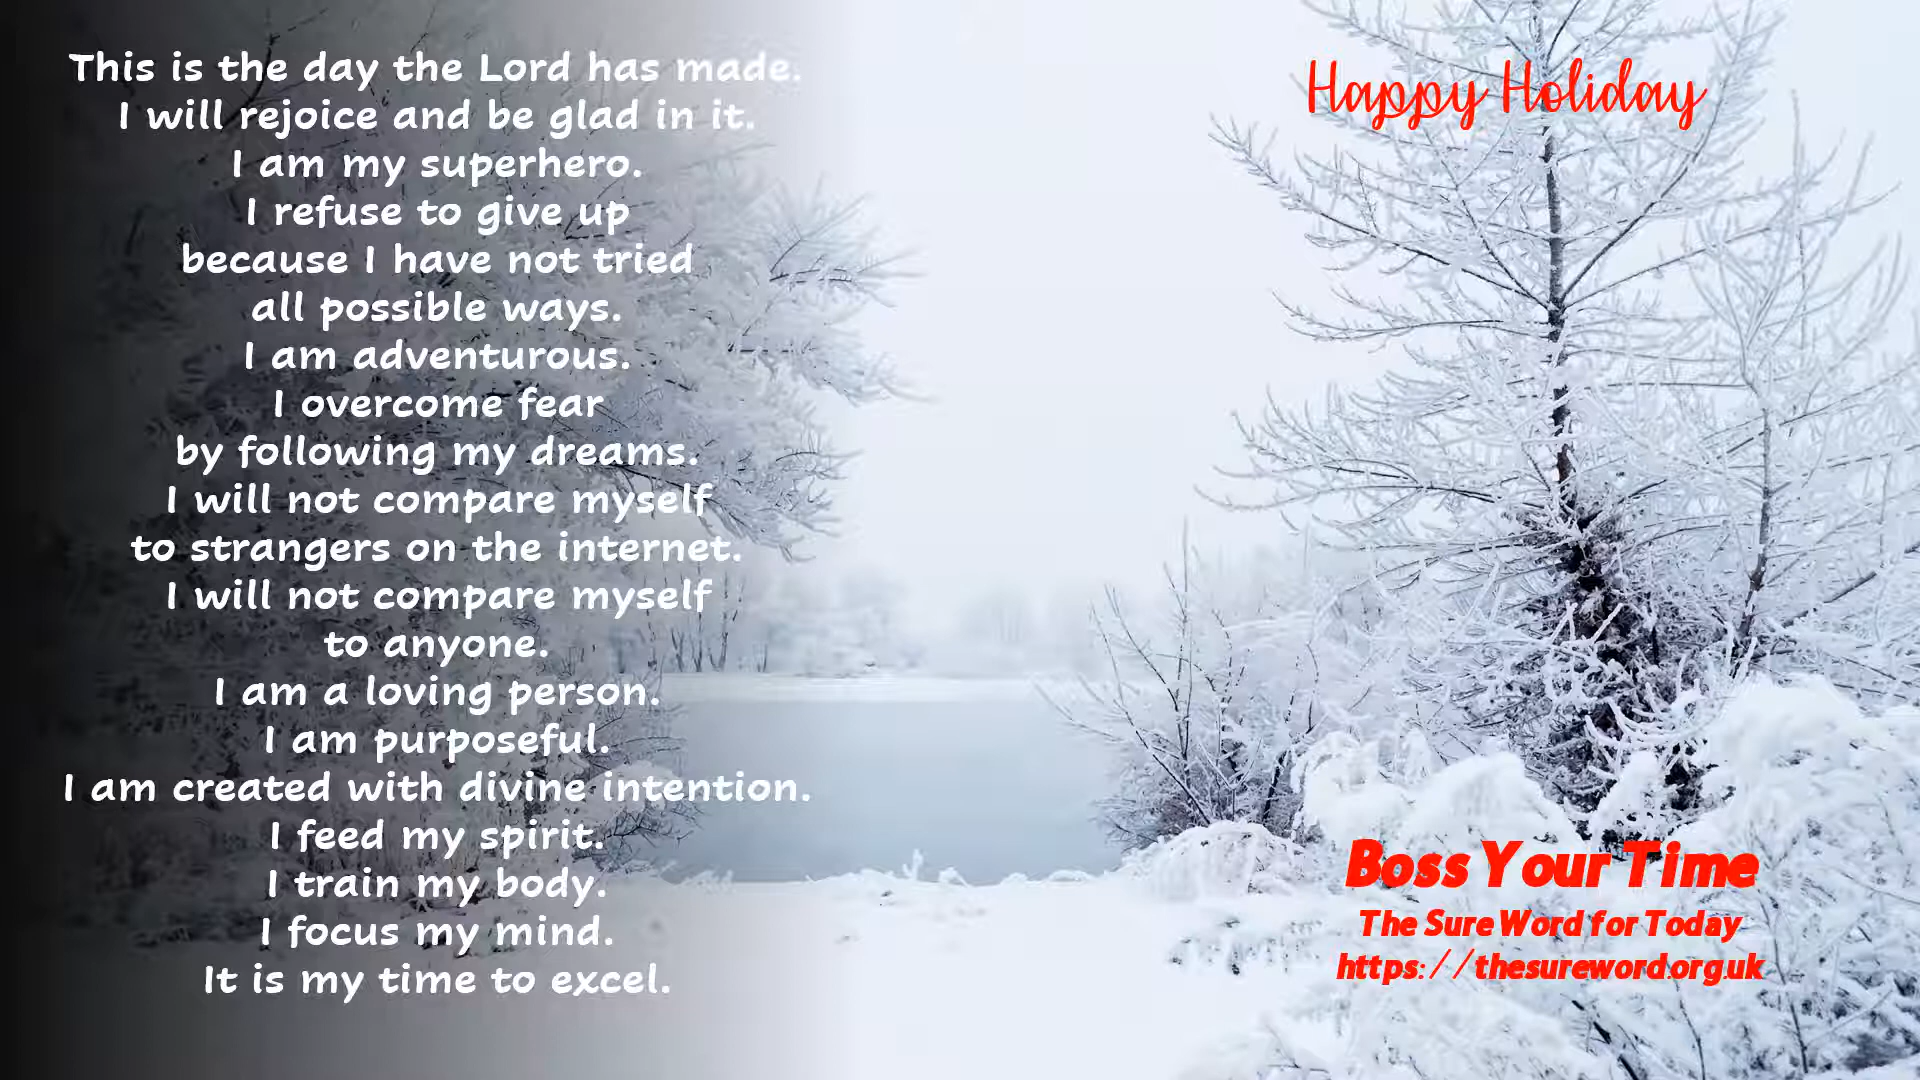 This is the day the Lord has made.
I will rejoice and be glad in it.
I am my superhero.
I refuse to give up
because I have not tried
all possible ways.
I am adventurous.
I overcome fear
by following my dreams.
I will not compare myself
to strangers on the internet.
I will not compare myself
to anyone.
I am a loving person.
I am purposeful.
I am created with divine intention.
I feed my spirit.
I train my body.
I focus my mind.
It is my time to excel.
Happy Holiday
Boss Your Time
The Sure Word for Today
https://thesureword.org.uk